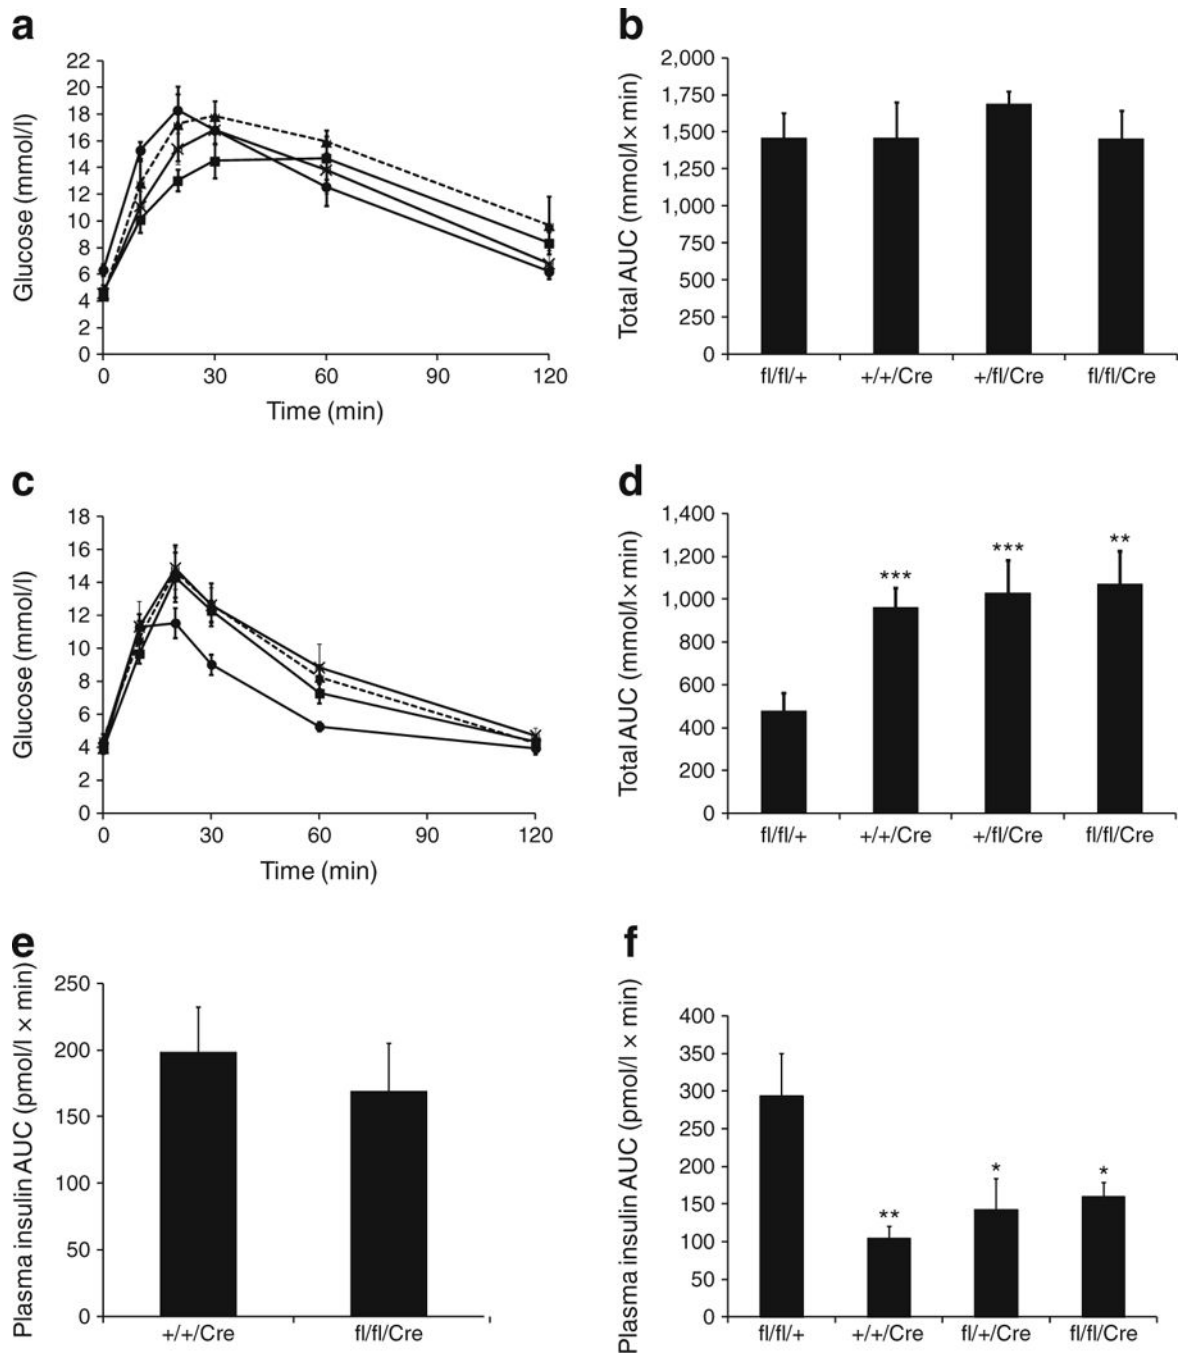 a
Glucose (mmol/l)
22
20
18
16
14
12
10
8
6
4
2
0
0 30 60 90 120
Time (min)
b
Total AUC (mmol/l × min)
2,000
1,750
1,500
1,250
1,000
750
500
250
0
fl/fl/+ +/+/Cre +/fl/Cre fl/fl/Cre
c
Glucose (mmol/l)
18
16
14
12
10
8
6
4
2
0
0 30 60 90 120
Time (min)
d
Total AUC (mmol/l × min)
1,400
1,200
1,000
800
600
400
200
0
*** *** **
fl/fl/+ +/+/Cre +/fl/Cre fl/fl/Cre
e
Plasma insulin AUC (pmol/l × min)
250
200
150
100
50
0
+/+/Cre fl/fl/Cre
f
Plasma insulin AUC (pmol/l × min)
400
350
300
250
200
150
100
50
0
** * *
fl/fl/+ +/+/Cre fl/+/Cre fl/fl/Cre